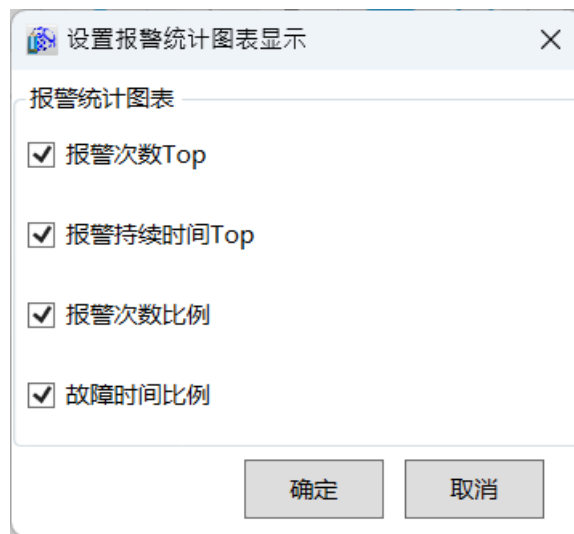 设置报警统计图表显示
报警统计图表
报警次数Top
报警持续时间Top
报警次数比例
故障时间比例
确定
取消